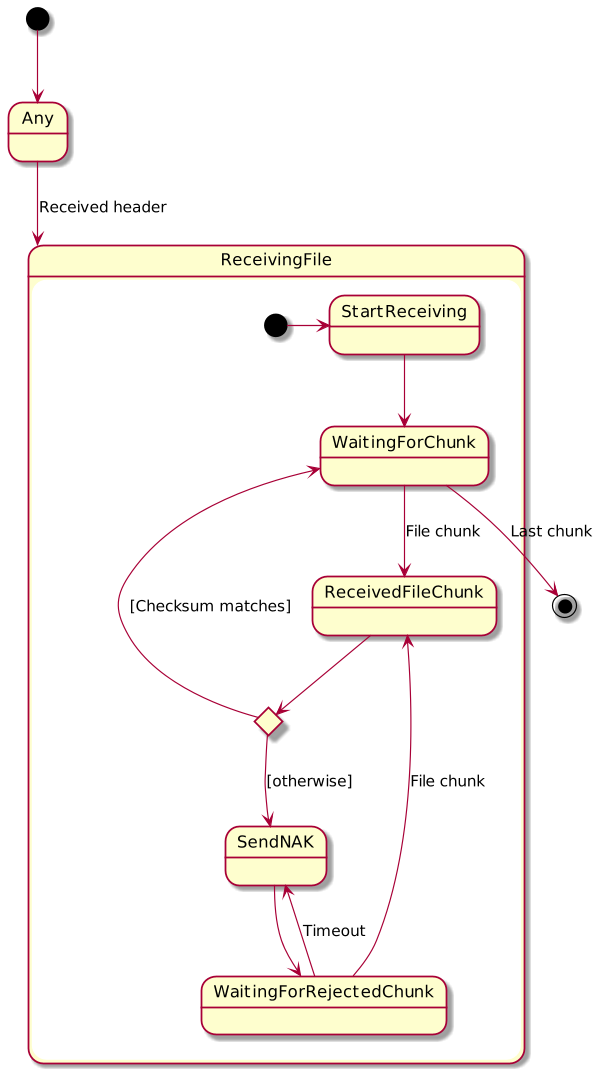 Any
Received header
ReceivingFile
StartReceiving
WaitingForChunk
File chunk
Last chunk
ReceivedFileChunk
[Checksum matches]
[otherwise]
File chunk
SendNAK
Timeout
WaitingForRejectedChunk